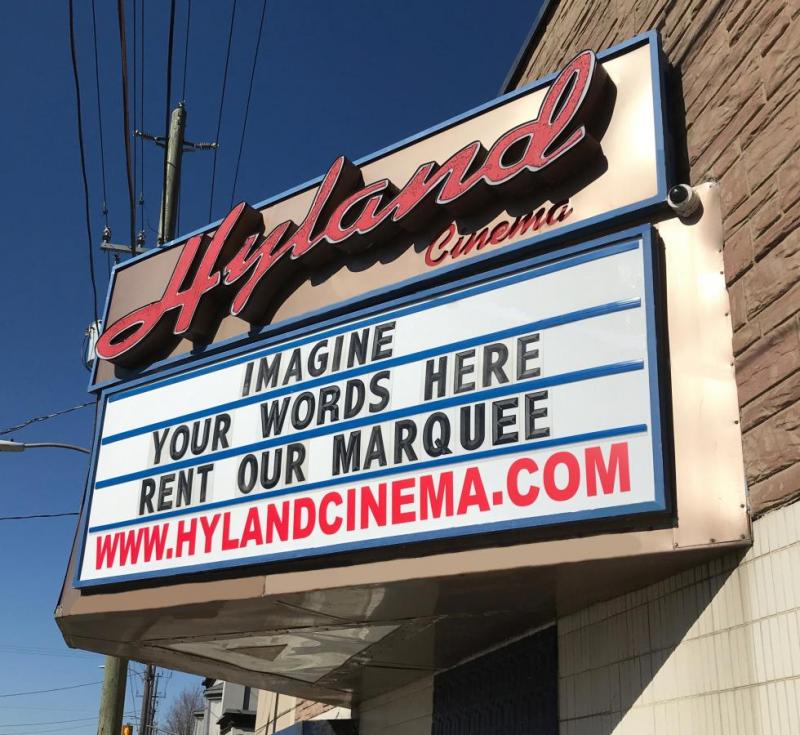 Hyland
Cinema
IMAGINE
YOUR WORDS HERE
RENT OUR MARQUEE
WWW.HYLANDCINEMA.COM